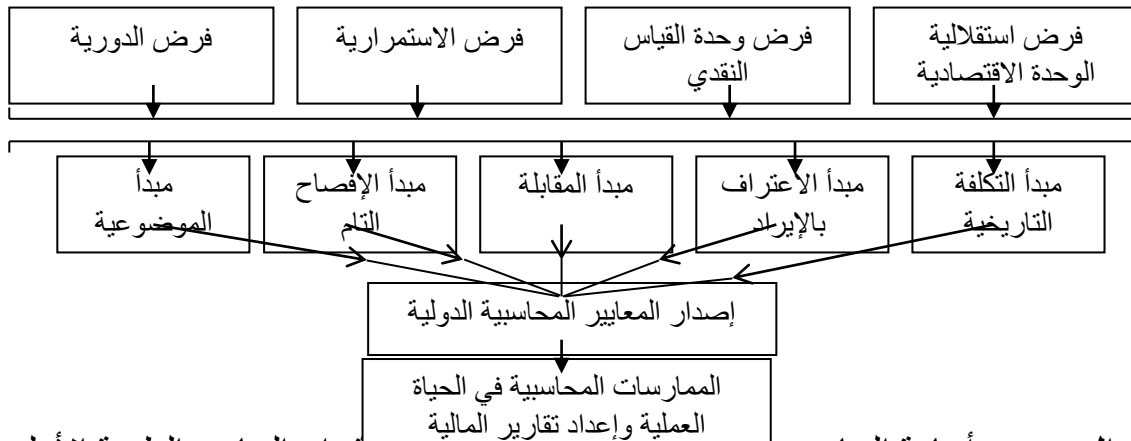 فرض استقلالية
الوحدة الاقتصادية
فرض وحدة القياس
النقدي
فرض الاستمرارية
فرض الدورية
مبدأ التكلفة
التاريخية
مبدأ الاعتراف
بالإيراد
مبدأ المقابلة
مبدأ الإفصاح
التام
مبدأ
الموضوعية
إصدار المعايير المحاسبية الدولية
الممارسات المحاسبية في الحياة
العملية وإعداد تقارير المالية